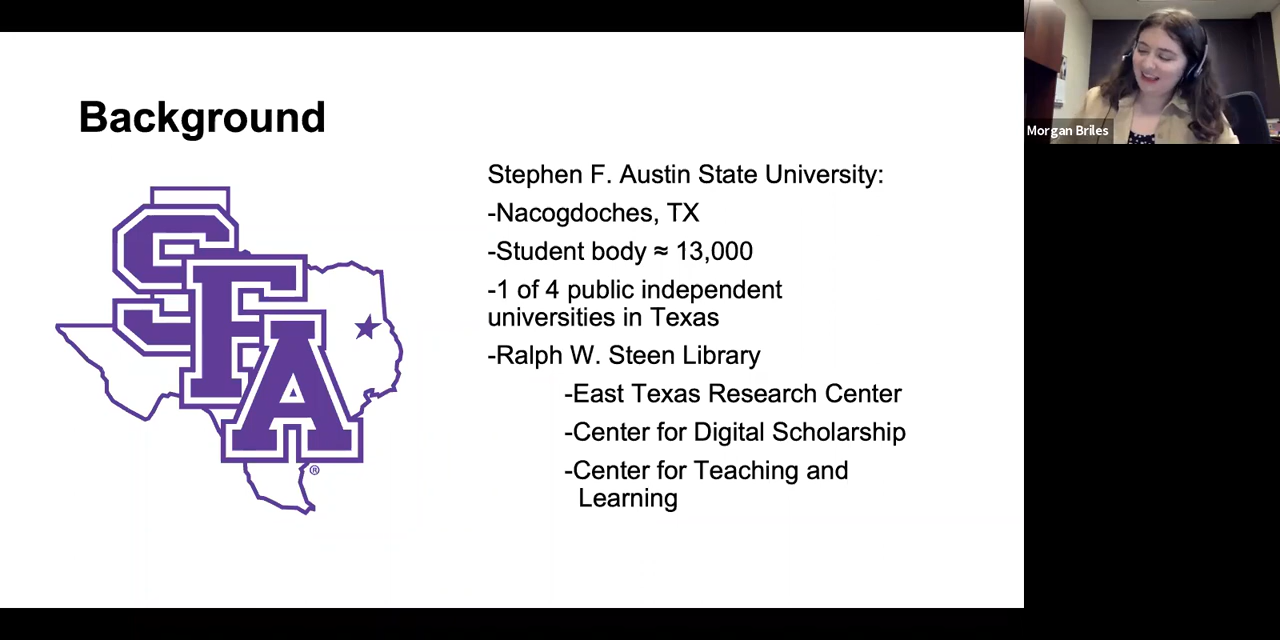 Background
Stephen F. Austin State University:
-Nacogdoches, TX
-Student body ≈ 13,000
-1 of 4 public independent
universities in Texas
-Ralph W. Steen Library
-East Texas Research Center
-Center for Digital Scholarship
-Center for Teaching and
Learning
SFA
®
Morgan Briles